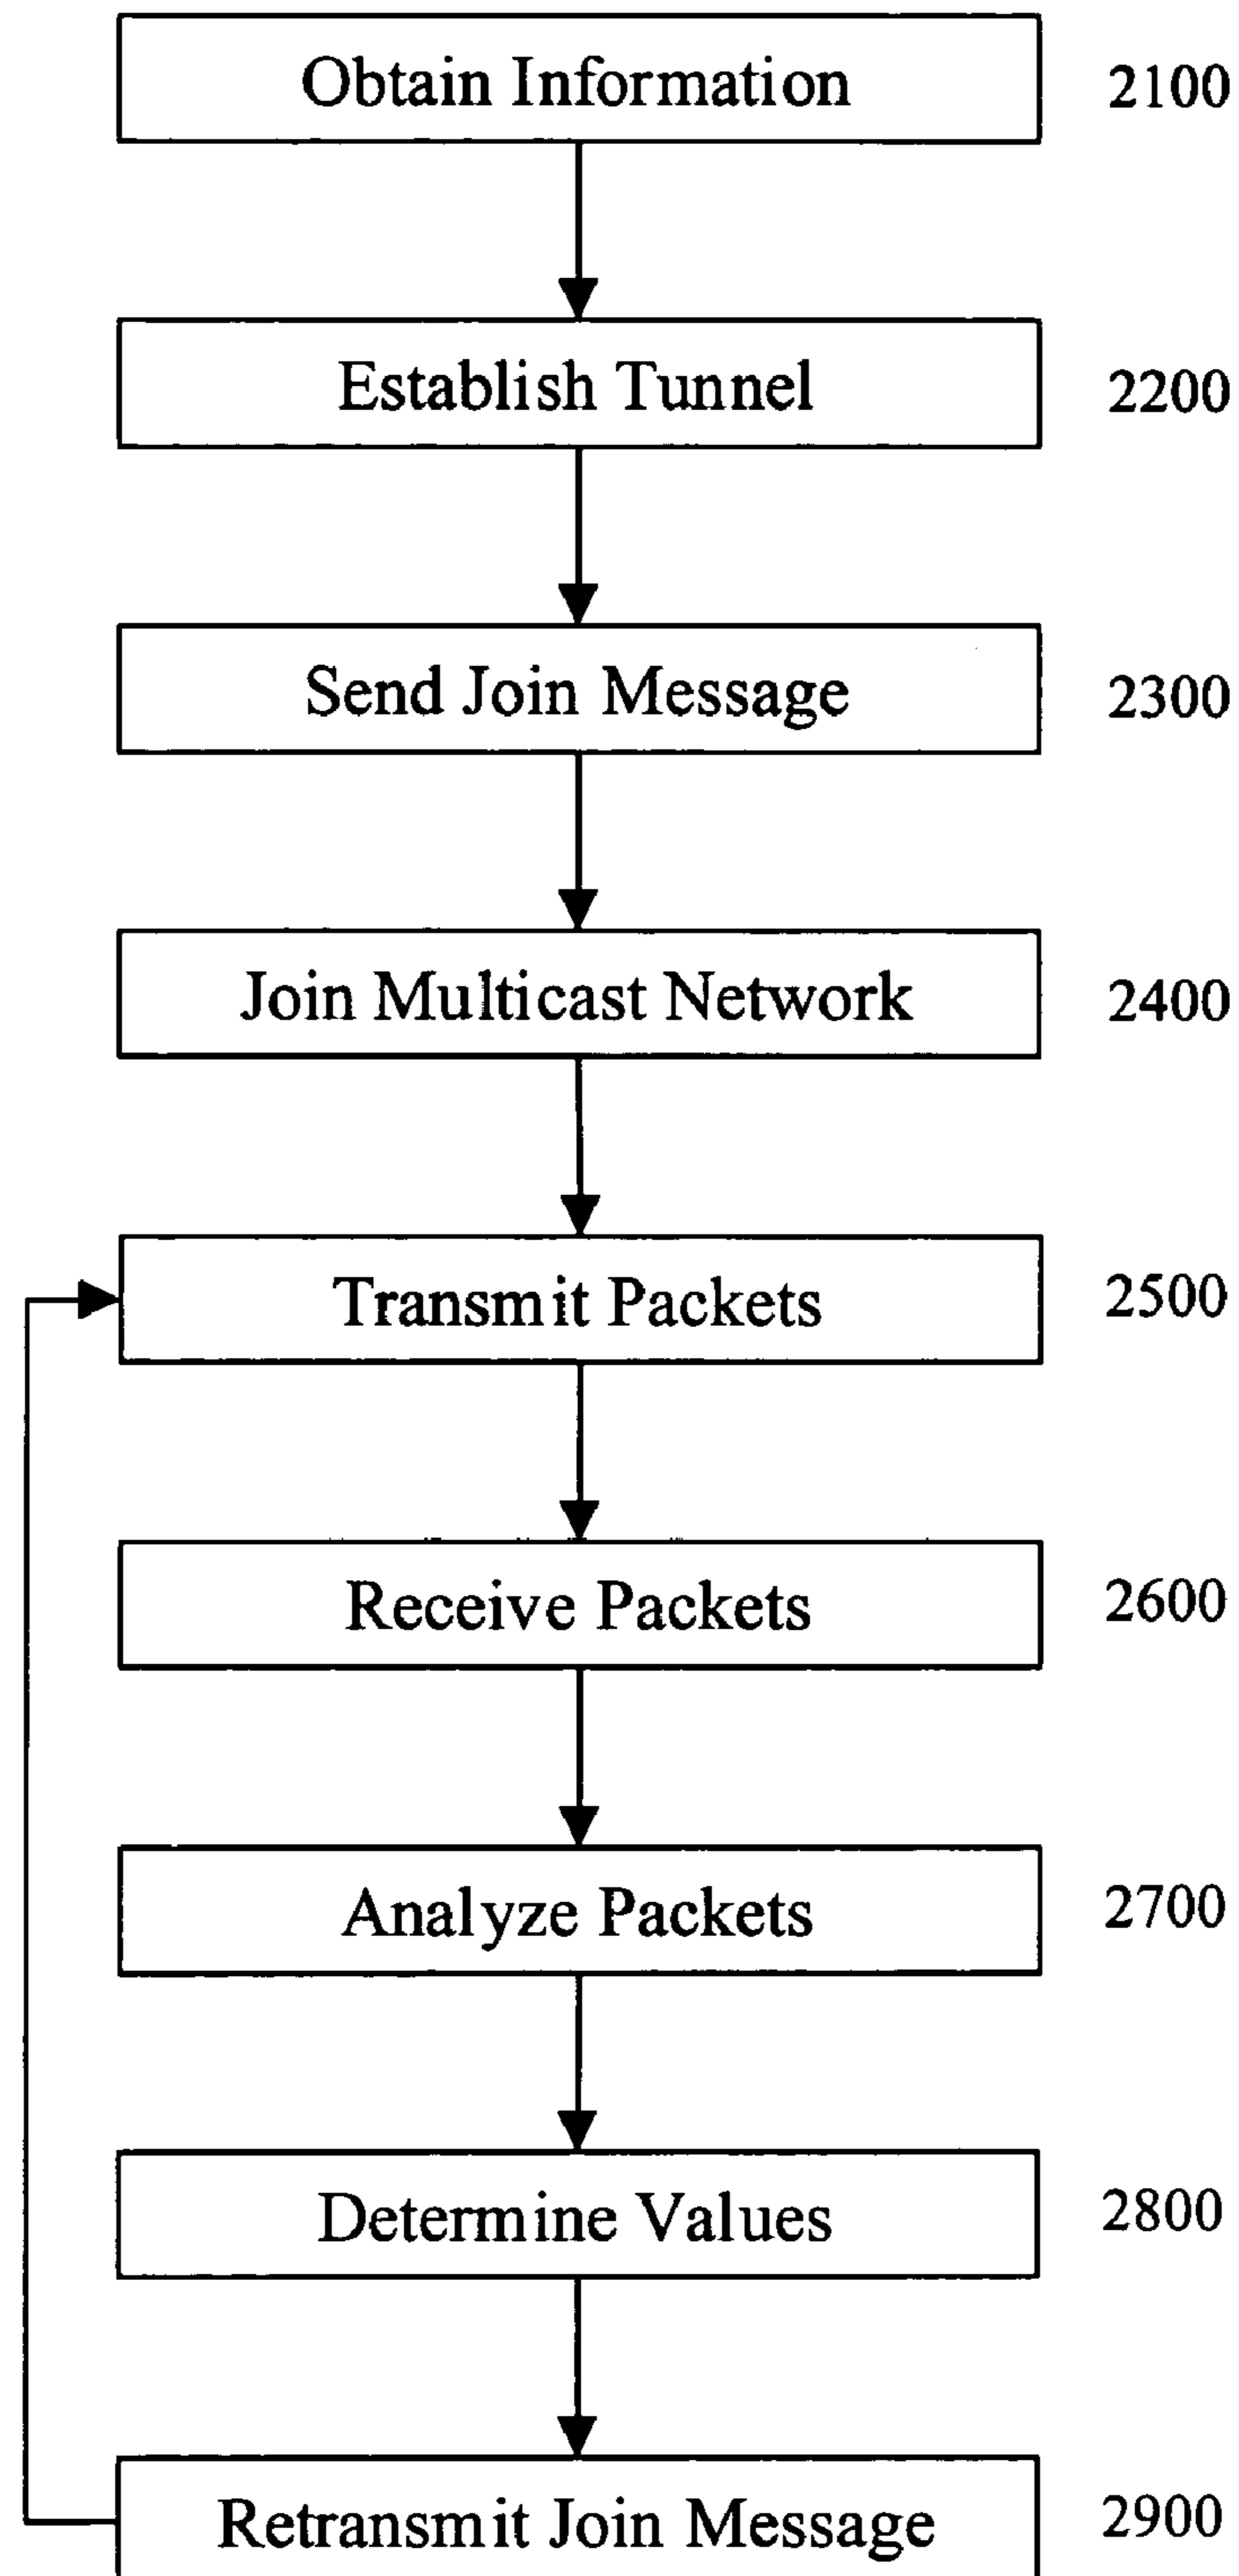 Obtain Information 2100
Establish Tunnel 2200
Send Join Message 2300
Join Multicast Network 2400
Transmit Packets 2500
Receive Packets 2600
Analyze Packets 2700
Determine Values 2800
Retransmit Join Message 2900